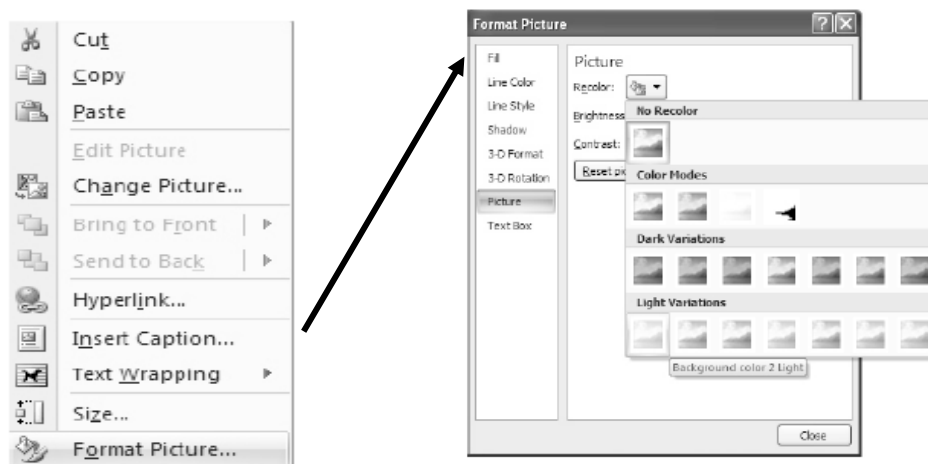 Cut
Copy
Paste
Edit Picture
Change Picture...
Bring to Front
Send to Back
Hyperlink...
Insert Caption...
Text Wrapping
Size...
Format Picture...
Format Picture
Fill
Line Color
Line Style
Shadow
3-D Format
3-D Rotation
Picture
Text Box
Picture
Recolor:
Brightness
Contrast:
Reset pi
No Recolor
Color Modes
Dark Variations
Light Variations
Background color 2 Light
Close